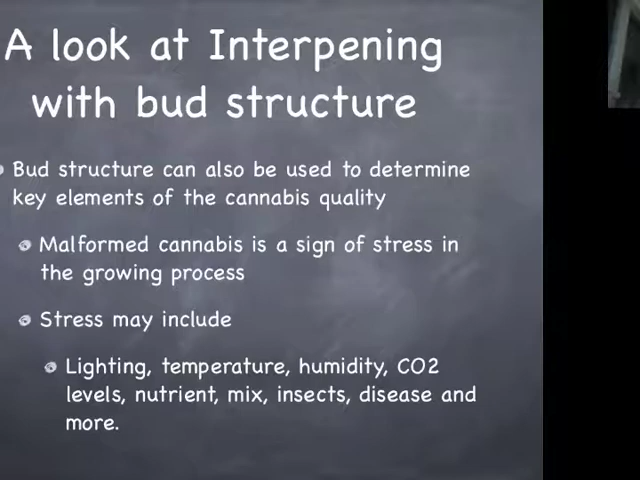 A look at Interpening
with bud structure
Bud structure can also be used to determine
key elements of the cannabis quality
Malformed cannabis is a sign of stress in
the growing process
Stress may include
Lighting, temperature, humidity, CO2
levels, nutrient, mix, insects, disease and
more.